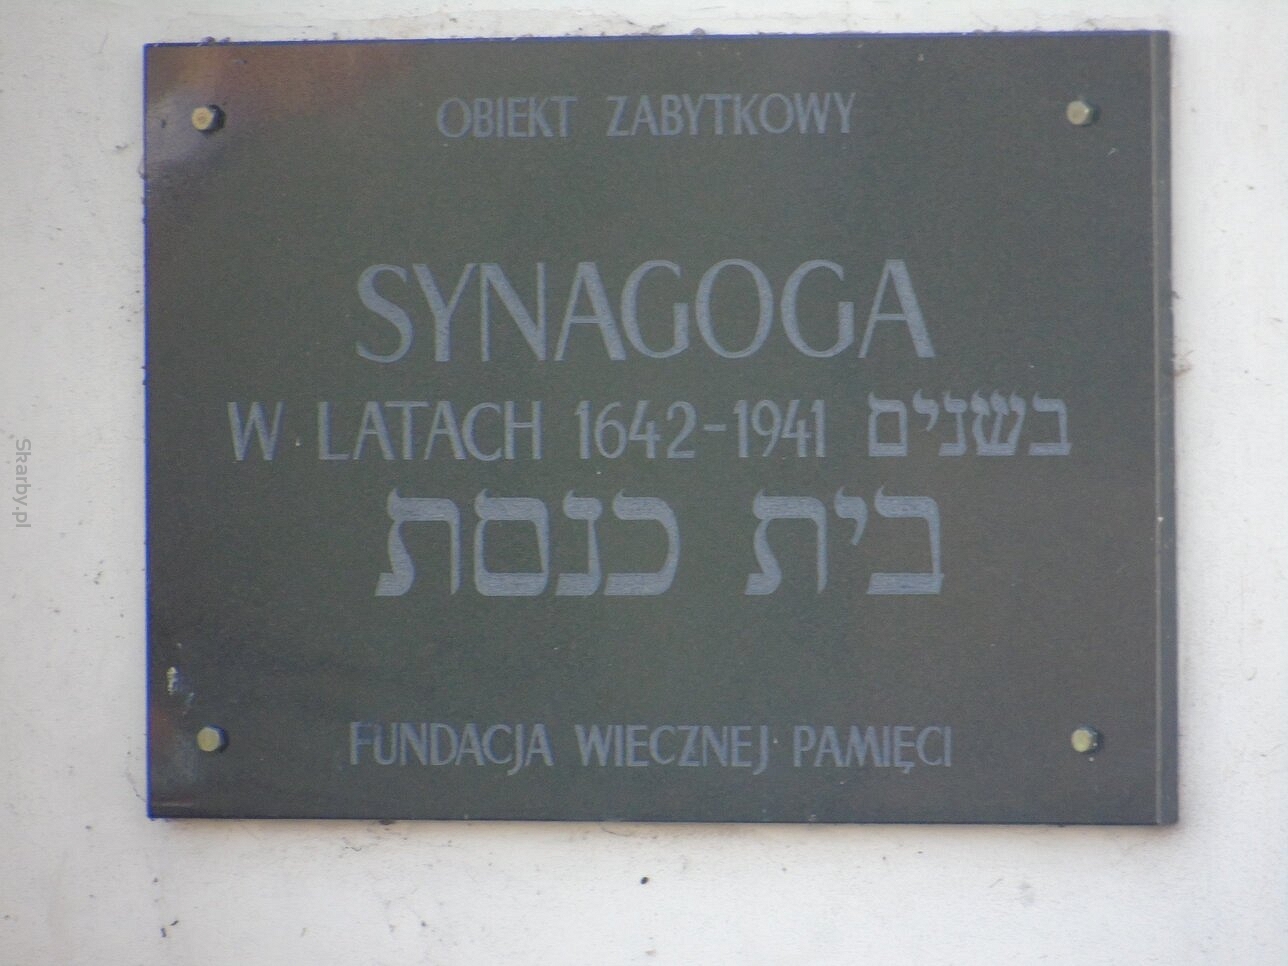 OBIEKT ZABYTKOWY
SYNAGOGA
W LATACH 1642-1941 בשנים
בית כנסת
FUNDACJA WIECZNEJ PAMIĘCI
Skarby.pl